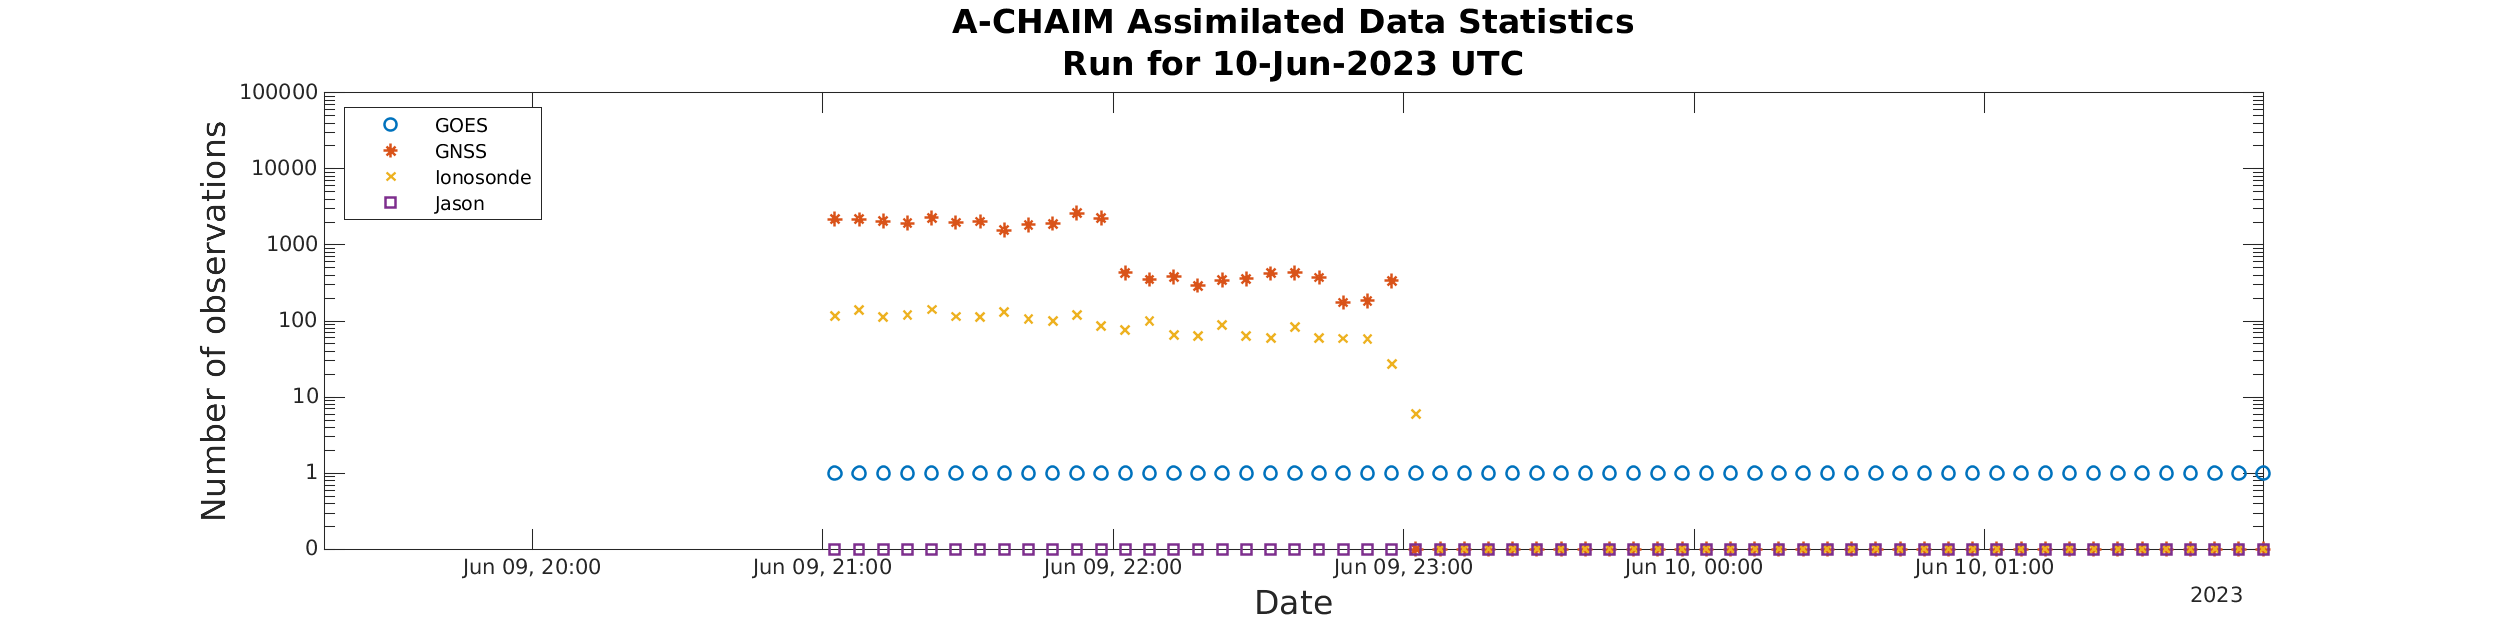 A-CHAIM Assimilated Data Statistics
Run for 10-Jun-2023 UTC
100000
10000
1000
100
10
1
0
Number of observations
GOES
GNSS
Ionosonde
Jason
Jun 09, 20:00
Jun 09, 21:00
Jun 09, 22:00
Jun 09, 23:00
Jun 10, 00:00
Jun 10, 01:00
2023
Date